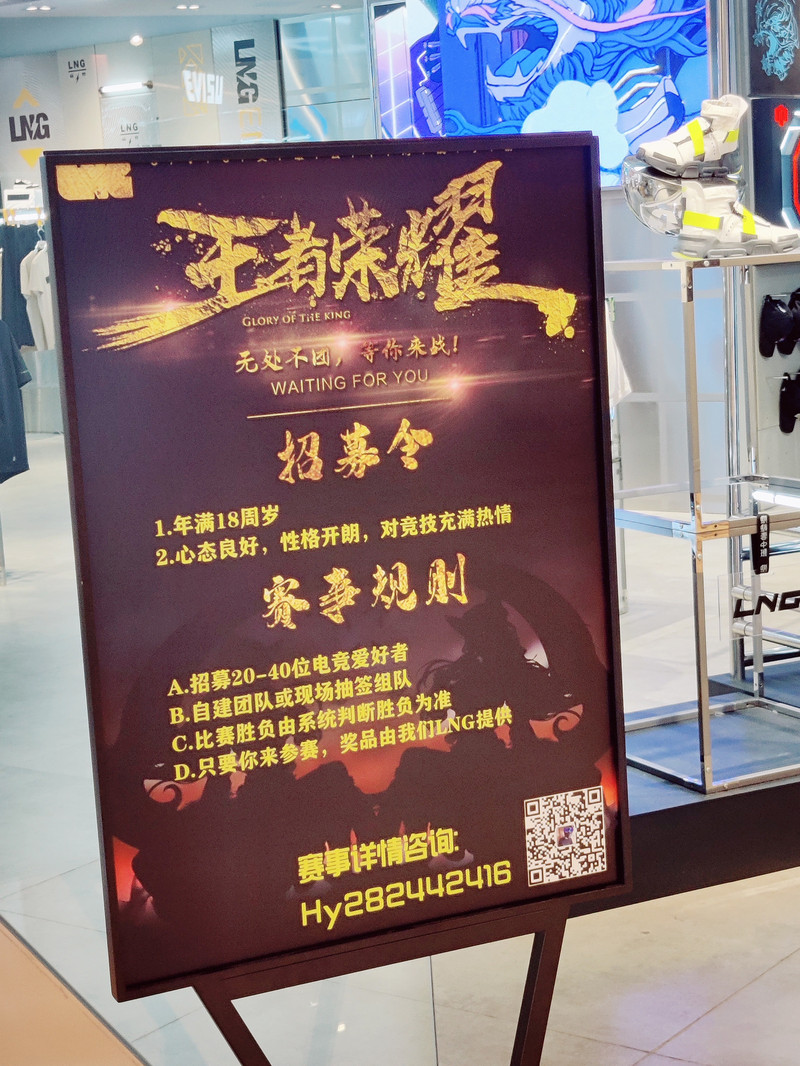 LNG
LNG
LNG
LNG
LNG
王者荣耀
GLORY OF THE KING
无处不团，等你来战！
WAITING FOR YOU
招募令
1.年满18周岁
2.心态良好，性格开朗，对竞技充满热情
赛事规则
A.招募20-40位电竞爱好者
B.自建团队或现场抽签组队
C.比赛胜负由系统判断胜负为准
D.只要你来参赛，奖品由我们LNG提供
赛事详情咨询:
Hy282442416
LNG